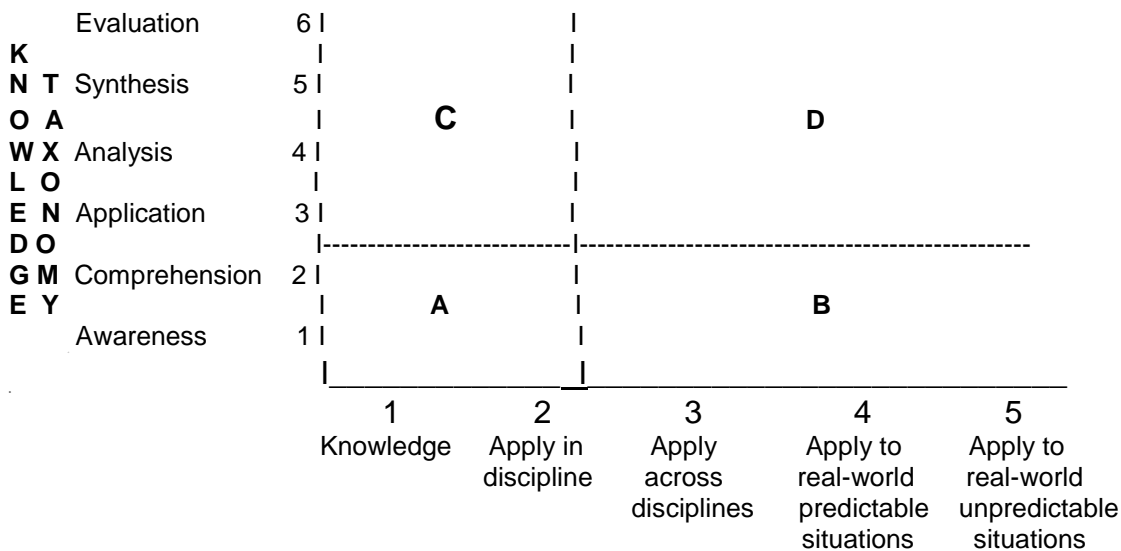 Evaluation 6 I I
K I I
N T Synthesis 5 I I
O A I C I D
W X Analysis 4 I I
L O I I
E N Application 3 I I
D O I----------------------------I---------------------------------------------------
G M Comprehension 2 I I
E Y I A I B
Awareness 1 I I
I________________I________________________________
1 2 3 4 5
Knowledge Apply in Apply Apply to Apply to
discipline across real-world real-world
disciplines predictable unpredictable
situations situations